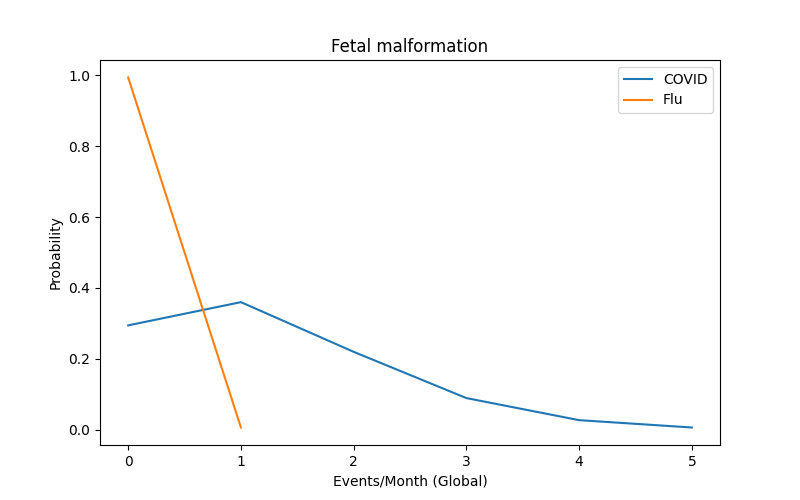 Fetal malformation
COVID
Flu
1.0
0.8
0.6
0.4
0.2
0.0
Probability
0 1 2 3 4 5
Events/Month (Global)